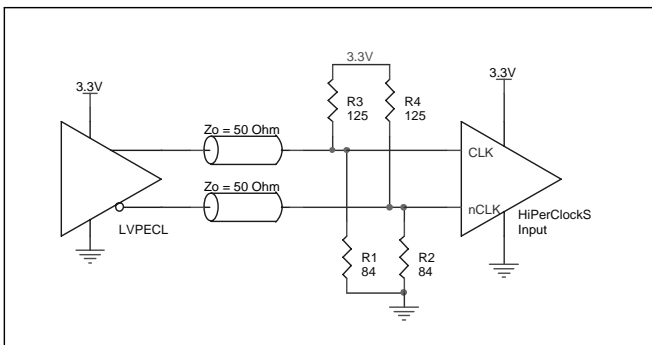 3.3V
3.3V
3.3V
R3
125
R4
125
Zo = 50 Ohm
CLK
Zo = 50 Ohm
nCLK
HiPerClockS
Input
LVPECL
R1
84
R2
84